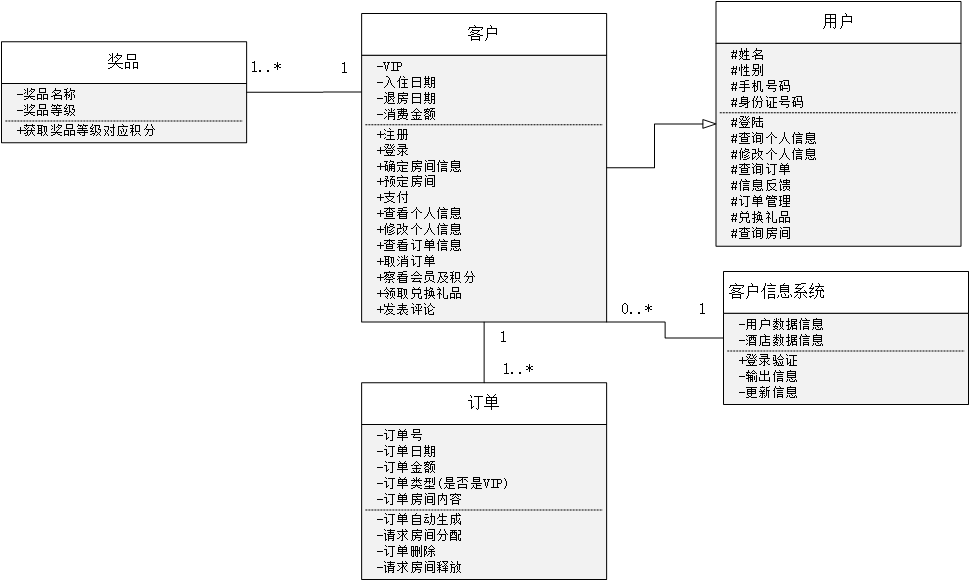 奖品
-奖品名称
-奖品等级
+获取奖品等级对应积分
1..*
1
客户
-VIP
-入住日期
-退房日期
-消费金额
+注册
+登录
+确定房间信息
+预定房间
+支付
+查看个人信息
+修改个人信息
+查看订单信息
+取消订单
+察看会员及积分
+领取兑换礼品
+发表评论
用户
#姓名
#性别
#手机号码
#身份证号码
#登陆
#查询个人信息
#修改个人信息
#查询订单
#信息反馈
#订单管理
#兑换礼品
#查询房间
0..*
1
客户信息系统
-用户数据信息
-酒店数据信息
+登录验证
-输出信息
-更新信息
1
1..*
订单
-订单号
-订单日期
-订单金额
-订单类型(是否是VIP)
-订单房间内容
-订单自动生成
-请求房间分配
-订单删除
-请求房间释放